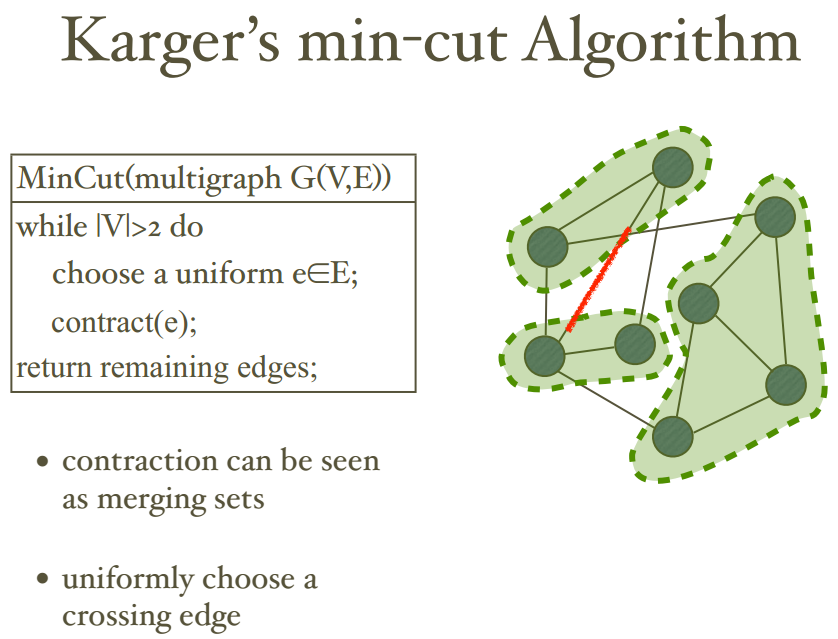 Karger’s min-cut Algorithm
MinCut(multigraph G(V,E))
while |V|>2 do
choose a uniform e∈E;
contract(e);
return remaining edges;
• contraction can be seen
as merging sets
• uniformly choose a
crossing edge